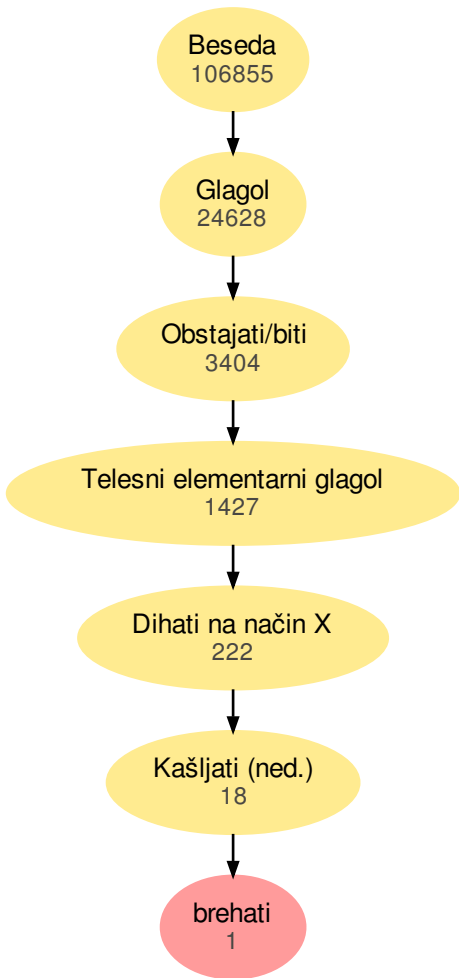 Beseda
106855
Glagol
24628
Obstajati/biti
3404
Telesni elementarni glagol
1427
Dihati na način X
222
Kašljati (ned.)
18
brehati
1